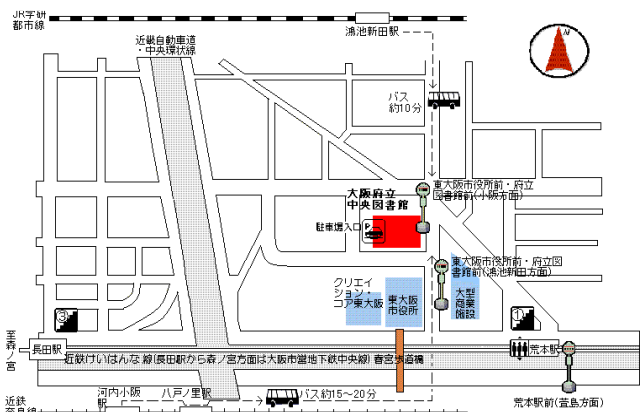 JR学研
都市線
鴻池新田駅
N
近畿自動車道
・中央環状線
バス
約10分
大阪府立
中央図書館
東大阪市役所前・府立
図書館前(小阪方面)
駐車場入口
P
東大阪市役所前・府立図
書館前(鴻池新田方面)
クリエイ
ション・
コア東大阪
東大阪
市役所
大型
商業
施設
③
①
至森ノ宮
長田駅
荒本駅
近鉄けいはんな線(長田駅から森ノ宮方面は大阪市営地下鉄中央線)
春宮歩道橋
河内小阪
駅
八戸ノ里駅
バス約15~20分
荒本駅前(萱島方面)
近鉄
奈良線